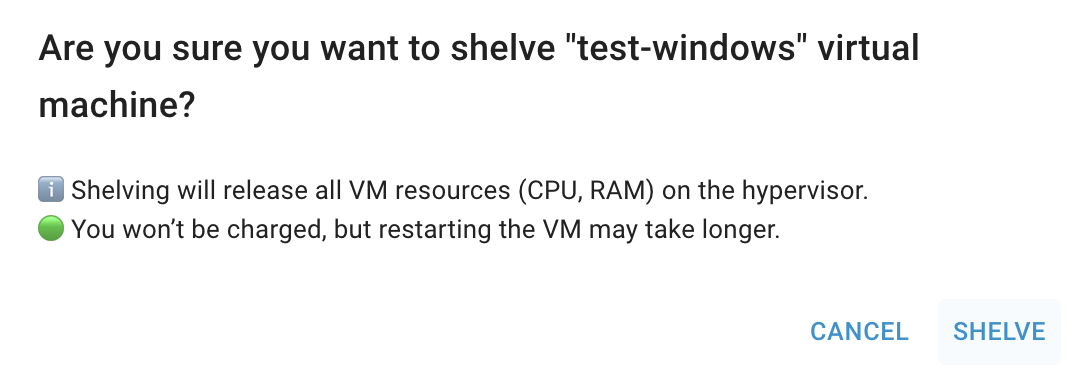 Are you sure you want to shelve "test-windows" virtual
machine?
ℹ️ Shelving will release all VM resources (CPU, RAM) on the hypervisor.
🟢 You won’t be charged, but restarting the VM may take longer.
CANCEL SHELVE